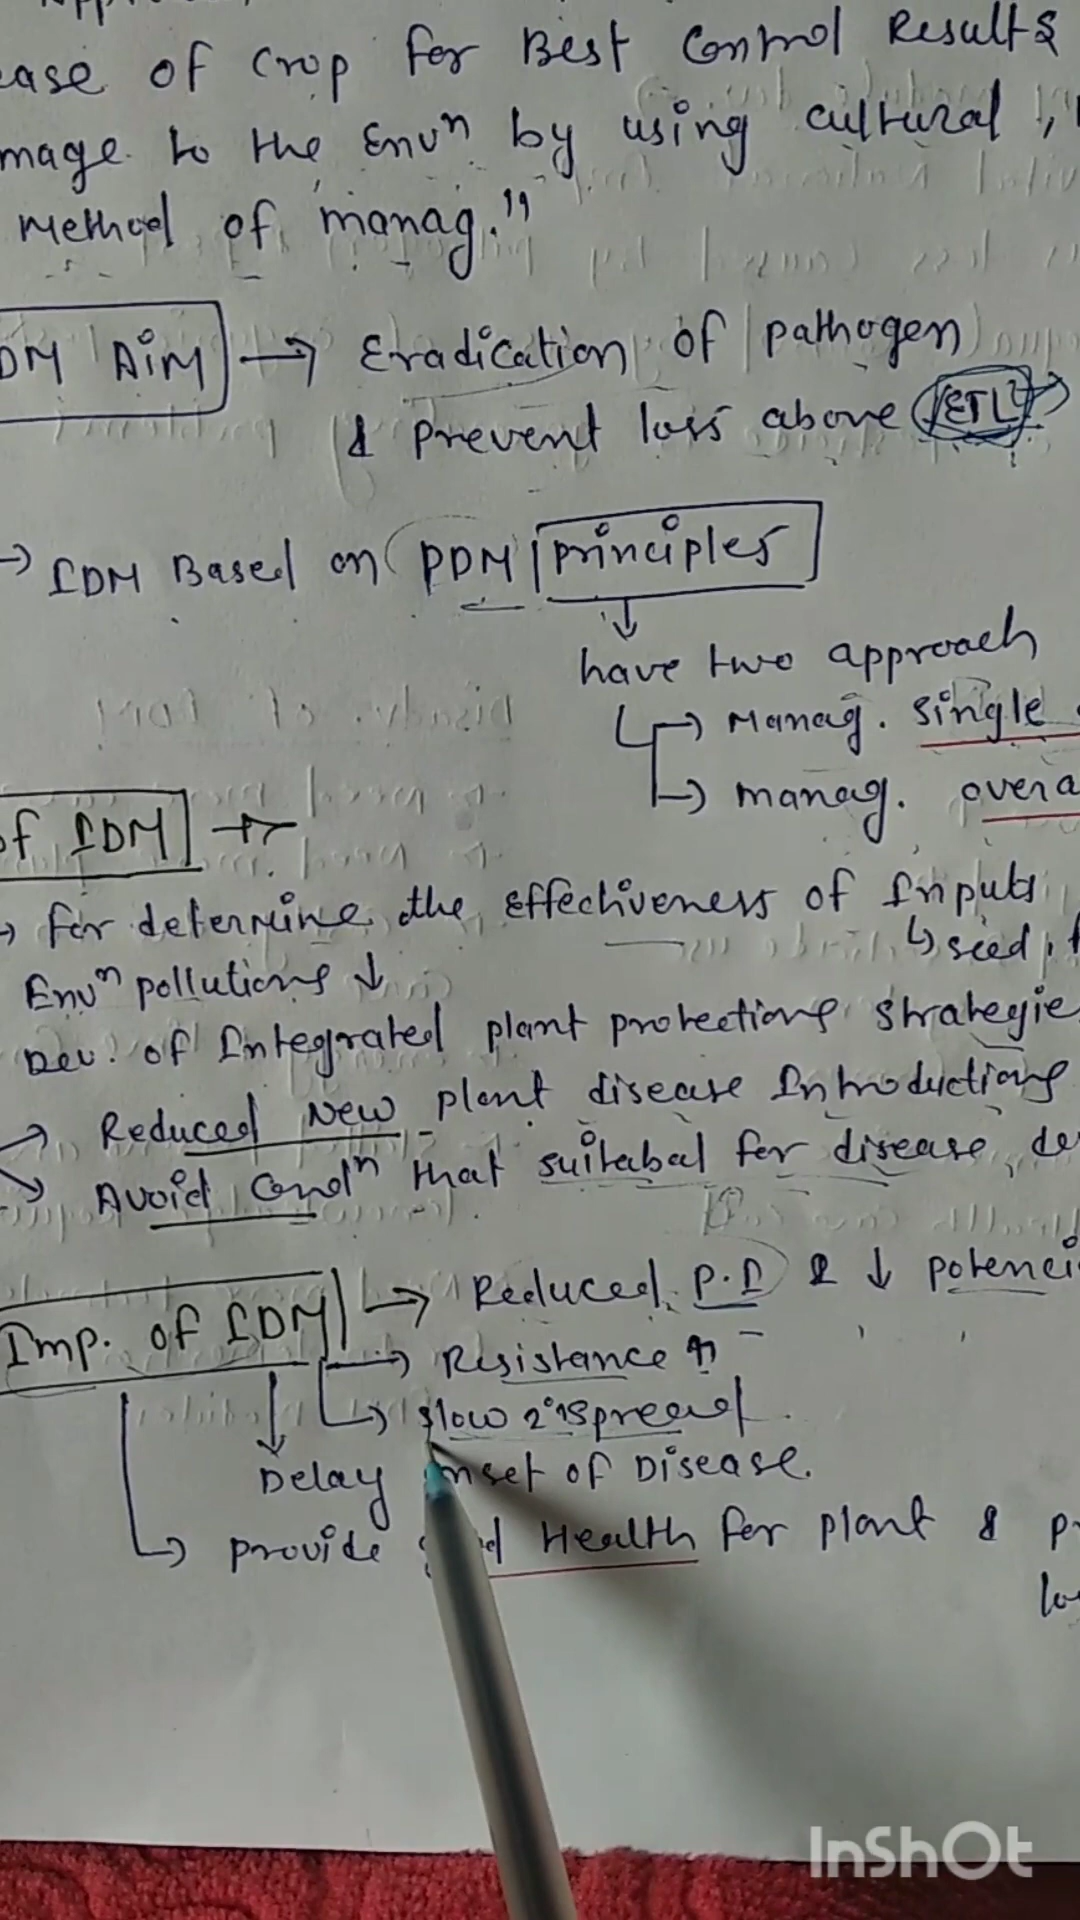 ease of crop for Best Control Results
mage to the Envⁿ by using cultural,
Method of manag."
DM AIM → Eradication of pathogen
& prevent loss above ETL
→ IDM Based on PDM principles
have two approach
→ Manag. single
→ manag. overa
of IDM →
→ for determine the effectiveness of Inputs
↳ seed,
Envⁿ pollutions ↓
Dev. of Integrated plant protections strategie
→ Reduced New plant disease Introductions
→ Avoid Condⁿ that suitabal for disease de
Imp. of IDM → Reduced P.I & ↓ potenci
→ Resistance ↑
→ slow 2° spread
Delay onset of Disease.
→ provide Health for plant & p
lo
InShOt